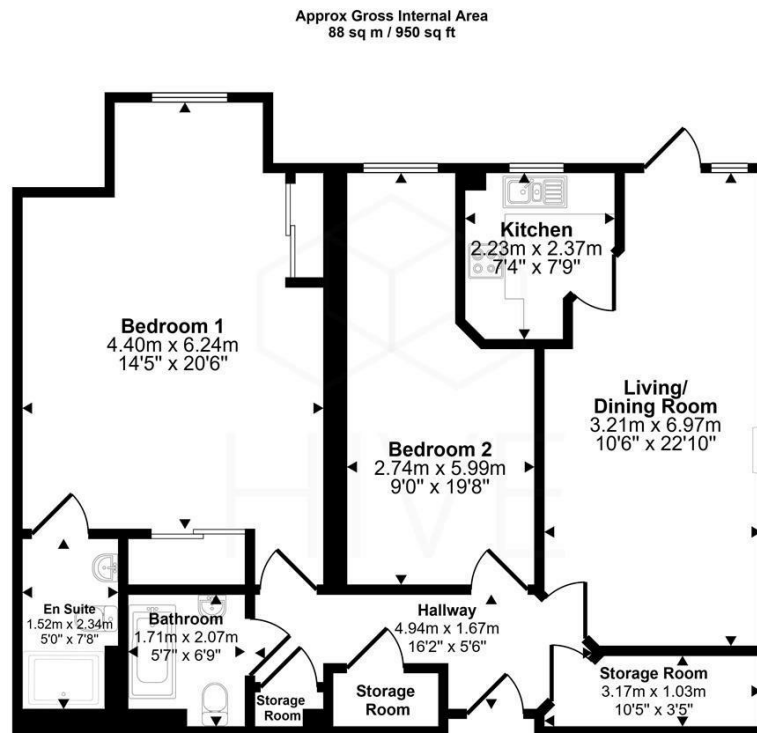 Approx Gross Internal Area
88 sq m / 950 sq ft
Kitchen
2.23m x 2.37m
7'4" x 7'9"
Bedroom 1
4.40m x 6.24m
14'5" x 20'6"
Living/
Dining Room
3.21m x 6.97m
10'6" x 22'10"
Bedroom 2
2.74m x 5.99m
9'0" x 19'8"
HIVE
En Suite
1.52m x 2.34m
5'0" x 7'8"
Bathroom
1.71m x 2.07m
5'7" x 6'9"
Hallway
4.94m x 1.67m
16'2" x 5'6"
Storage
Room
Storage
Room
Storage Room
3.17m x 1.03m
10'5" x 3'5"